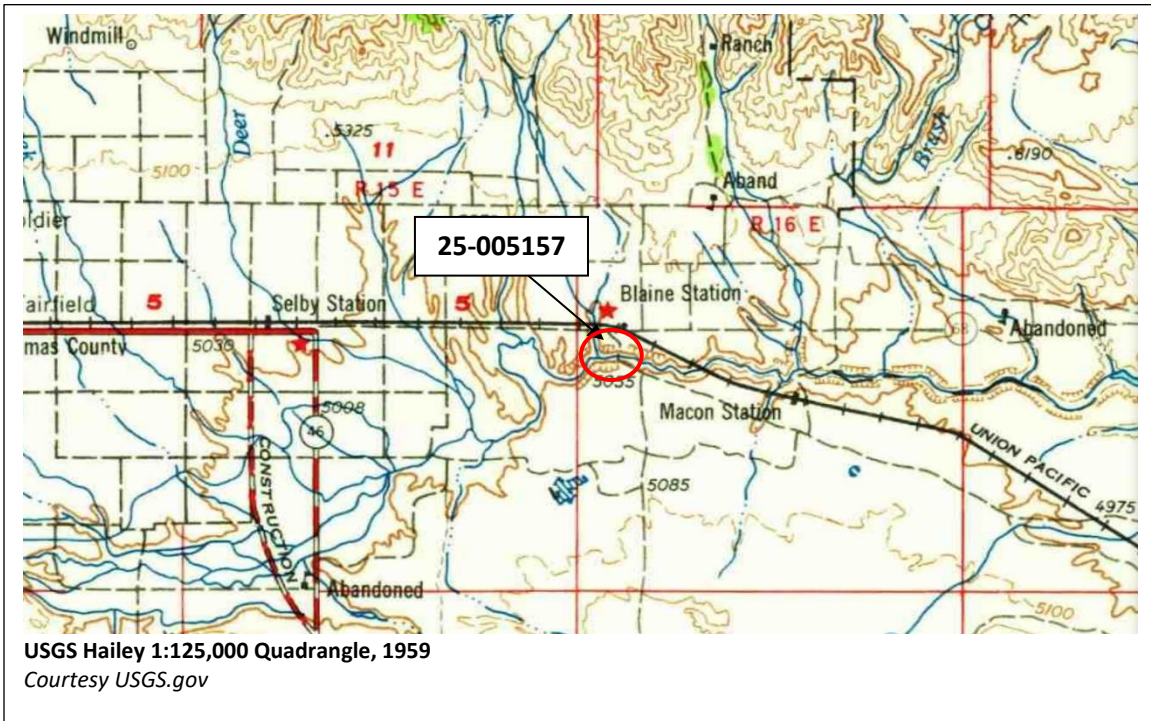 Windmill
Ranch
Deer
5325
11
Brush
6190
5100
R 15 E
Aband
R 16 E
ldier
25-005157
Fairfield
5
Selby Station
5
Blaine Station
68
Abandoned
mas County
5030
5035
5008
46
Macon Station
CONSTRUCTION
UNION PACIFIC
5085
4975
Abandoned
5100
USGS Hailey 1:125,000 Quadrangle, 1959
Courtesy USGS.gov